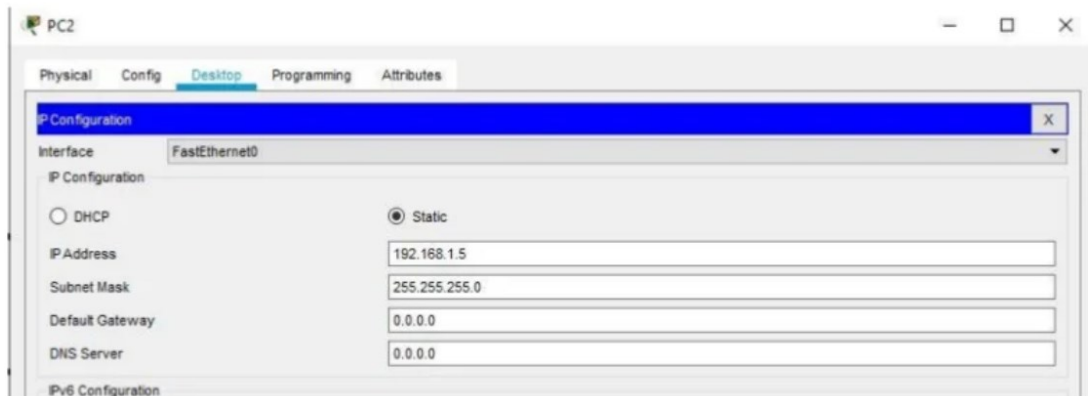 PC2
Physical Config Desktop Programming Attributes
IP Configuration X
Interface FastEthernet0
IP Configuration
DHCP Static
IP Address 192.168.1.5
Subnet Mask 255.255.255.0
Default Gateway 0.0.0.0
DNS Server 0.0.0.0
IPv6 Configuration